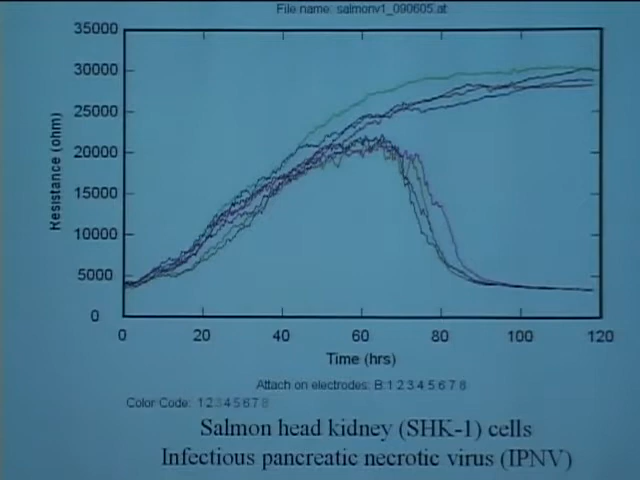 File name: salmonv1_090605.at
35000
30000
25000
20000
15000
10000
5000
0
Resistance (ohm)
0 20 40 60 80 100 120
Time (hrs)
Attach on electrodes: B:1 2 3 4 5 6 7 8
Color Code: 1 2 3 4 5 6 7 8
Salmon head kidney (SHK-1) cells
Infectious pancreatic necrotic virus (IPNV)